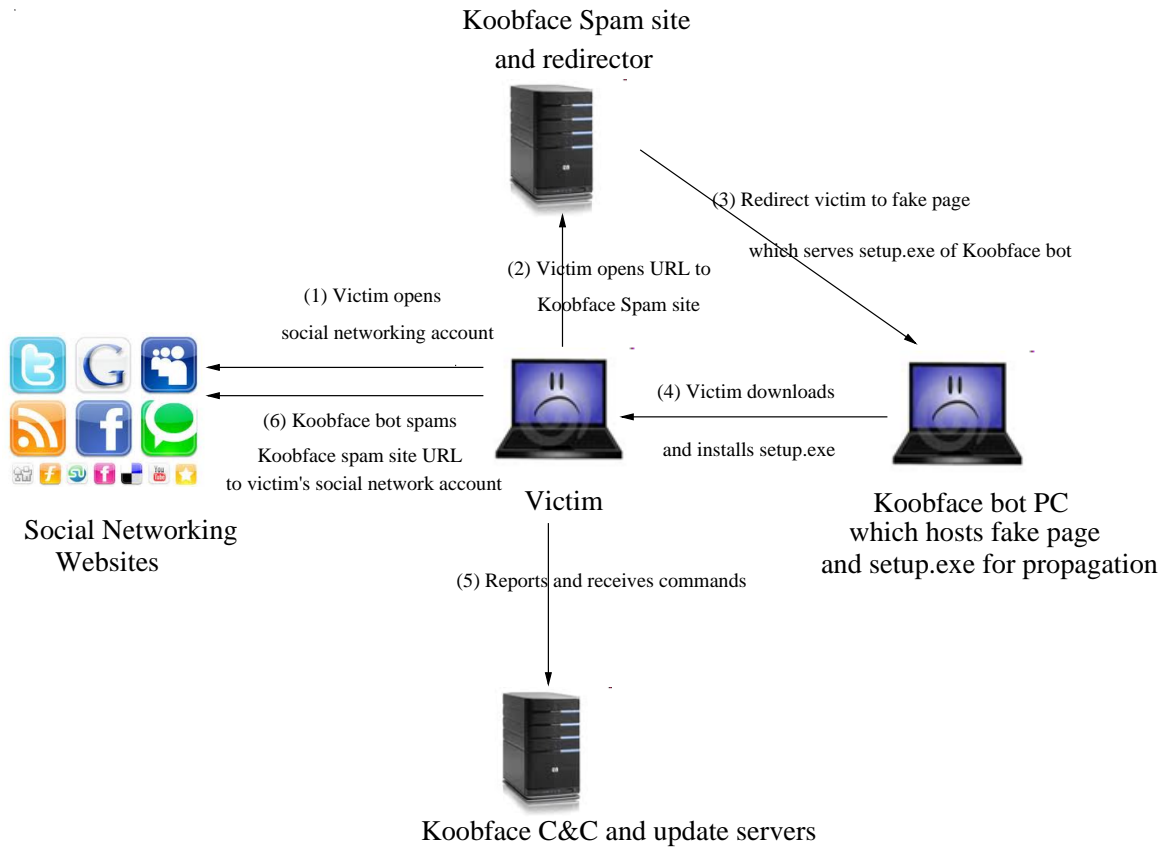 Koobface Spam site
and redirector
(3) Redirect victim to fake page
which serves setup.exe of Koobface bot
(2) Victim opens URL to
Koobface Spam site
(1) Victim opens
social networking account
(4) Victim downloads
and installs setup.exe
(6) Koobface bot spams
Koobface spam site URL
to victim's social network account
Social Networking
Websites
Victim
Koobface bot PC
which hosts fake page
and setup.exe for propagation
(5) Reports and receives commands
Koobface C&C and update servers